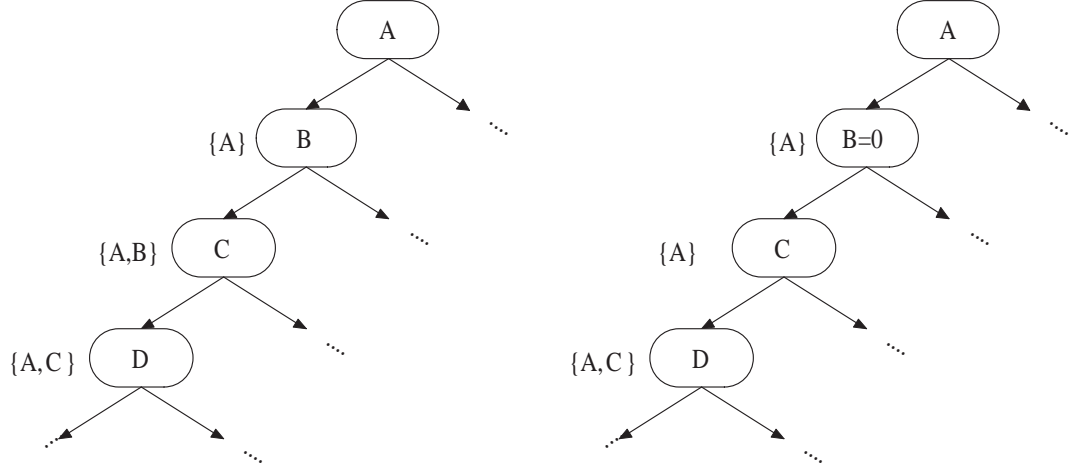 A
....
{A} B
....
{A,B} C
....
{A,C} D
....
....
A
....
{A} B=0
....
{A} C
....
{A,C} D
....
....